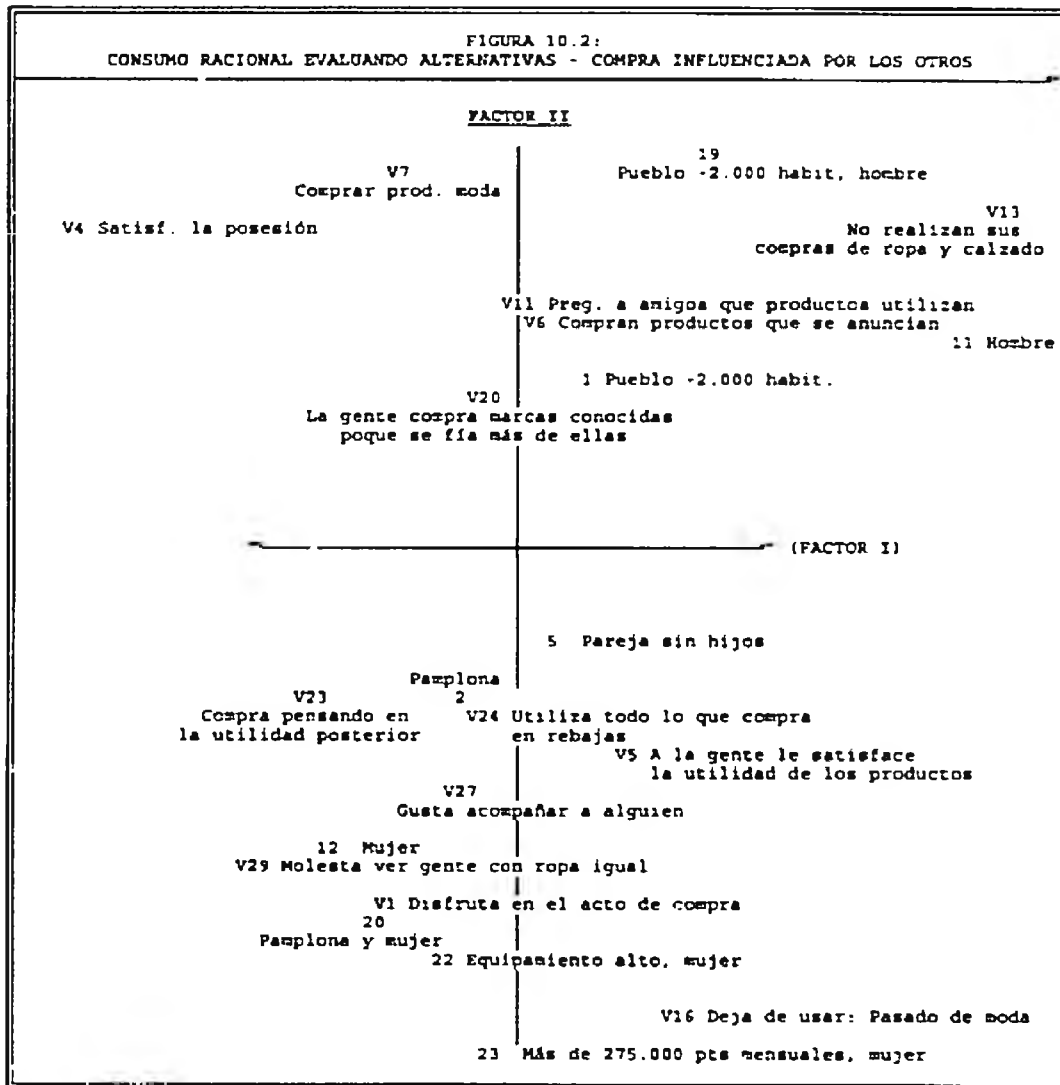 FIGURA 10.2:
CONSUMO RACIONAL EVALUANDO ALTERNATIVAS - COMPRA INFLUENCIADA POR LOS OTROS
FACTOR II
19
V7
Pueblo -2.000 habit, hombre
Comprar prod. moda
V13
V4 Satisf. la posesión
No realizan sus
compras de ropa y calzado
V11 Preg. a amigoa que productoa utilizan
V6 Compran productos que se anuncian
11 Hombre
1 Pueblo -2.000 habit.
V20
La gente compra marcas conocidas
poque se fía más de ellas
(FACTOR I)
5 Pareja sin hijos
Pamplona
V23
2
Compra pensando en
V24 Utiliza todo lo que compra
la utilidad posterior
en rebajas
V5 A la gente le satisface
la utilidad de los productos
V27
Gusta acompañar a alguien
12 Mujer
V29 Molesta ver gente con ropa igual
V1 Disfruta en el acto de compra
20
Pamplona y mujer
22 Equipamiento alto, mujer
V16 Deja de usar: Pasado de moda
23 Más de 275.000 pts mensuales, mujer